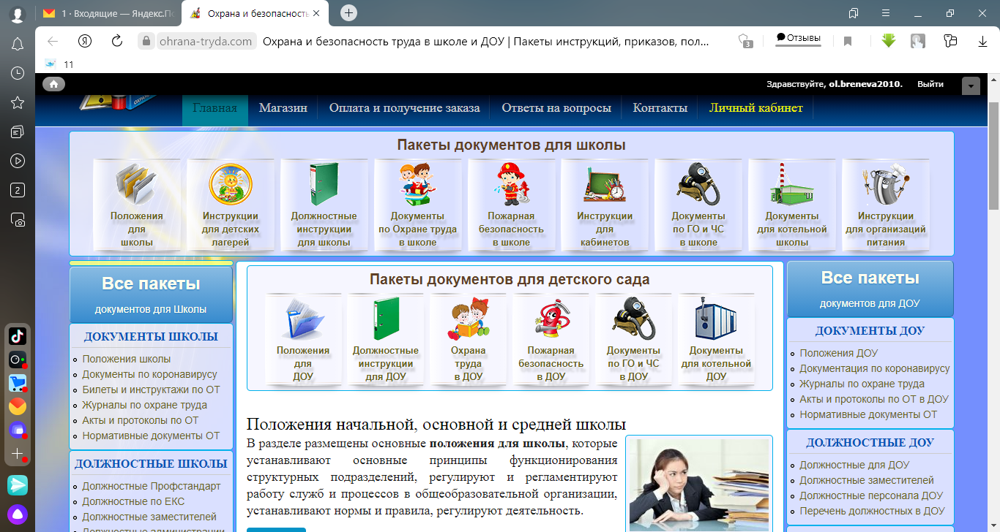 1 · Входящие — Яндекс.По
Охрана и безопасность
ohrana-tryda.com
Охрана и безопасность труда в школе и ДОУ | Пакеты инструкций, приказов, пол...
3
Отзывы
11
2
Здравствуйте, ol.breneva2010.
Выйти
Главная
Магазин
Оплата и получение заказа
Ответы на вопросы
Контакты
Личный кабинет
Пакеты документов для школы
Положения
для
школы
Инструкции
для детских
лагерей
Должностные
инструкции
для школы
Документы
по Охране труда
в школе
Пожарная
безопасность
в школе
Инструкции
для
кабинетов
Документы
по ГО и ЧС
в школе
Документы
для котельной
школы
Инструкции
для организаций
питания
Все пакеты
документов для Школы
ДОКУМЕНТЫ ШКОЛЫ
Положения школы
Документы по коронавирусу
Билеты и инструктажи по ОТ
Журналы по охране труда
Акты и протоколы по ОТ
Нормативные документы ОТ
ДОЛЖНОСТНЫЕ ШКОЛЫ
Должностные Профстандарт
Должностные по ЕКС
Должностные заместителей
Должностные администрации
Пакеты документов для детского сада
Положения
для
ДОУ
Должностные
инструкции
для ДОУ
Охрана
труда
в ДОУ
Пожарная
безопасность
в ДОУ
Документы
по ГО и ЧС
в ДОУ
Документы
для котельной
ДОУ
Положения начальной, основной и средней школы
В разделе размещены основные положения для школы, которые
устанавливают основные принципы функционирования
структурных подразделений, регулируют и регламентируют
работу служб и процессов в общеобразовательной организации,
устанавливают нормы и правила, регулируют деятельность.
Все пакеты
документов для ДОУ
ДОКУМЕНТЫ ДОУ
Положения ДОУ
Документация по коронавирусу
Журналы по охране труда
Акты и протоколы по ОТ в ДОУ
Нормативные документы ОТ
ДОЛЖНОСТНЫЕ ДОУ
Должностные для ДОУ
Должностные заместителей
Должностные персонала ДОУ
Перечень должностных в ДОУ